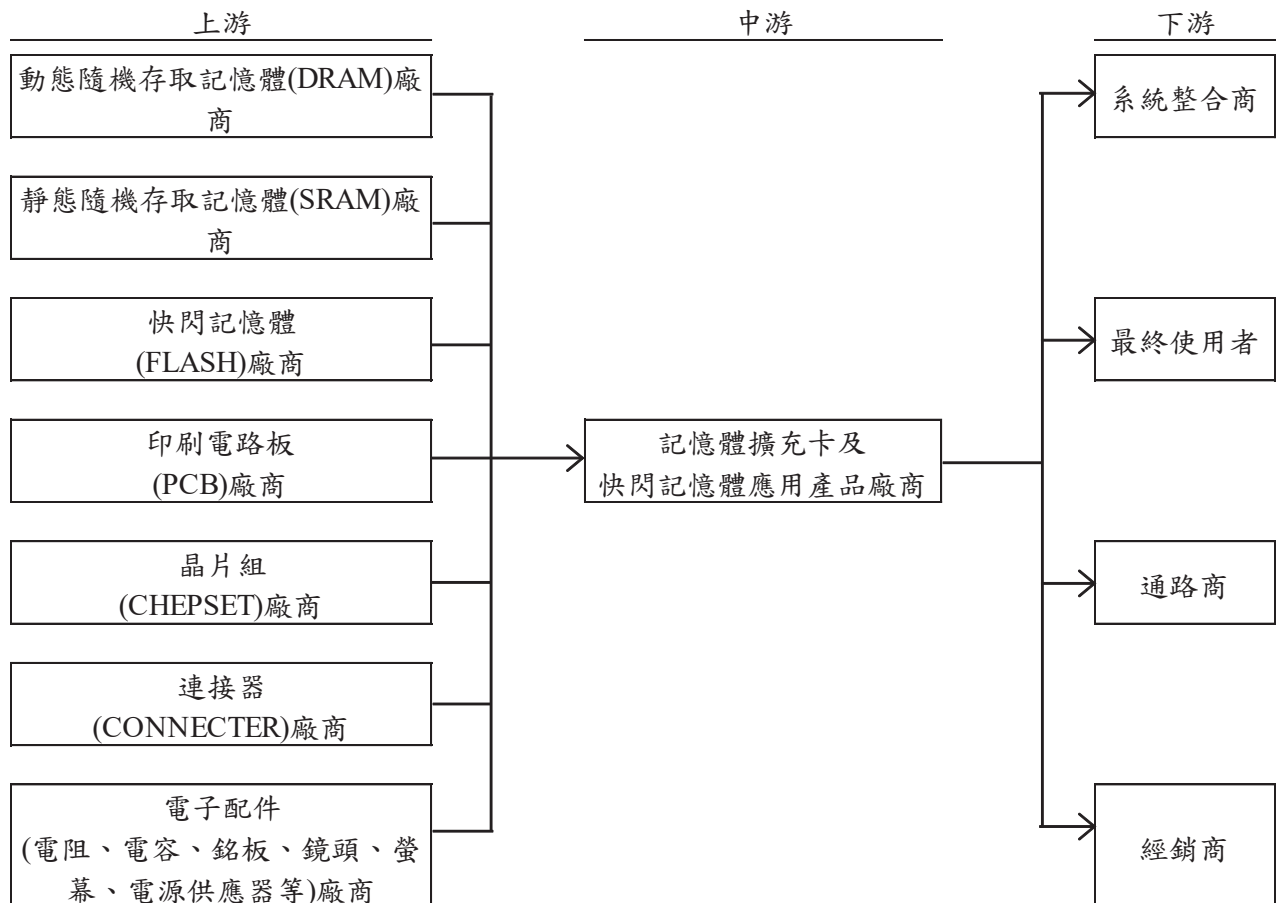 上游
中游
下游
動態隨機存取記憶體(DRAM)廠
商
靜態隨機存取記憶體(SRAM)廠
商
快閃記憶體
(FLASH)廠商
印刷電路板
(PCB)廠商
晶片組
(CHEPSET)廠商
連接器
(CONNECTER)廠商
電子配件
(電阻、電容、銘板、鏡頭、螢
幕、電源供應器等)廠商
記憶體擴充卡及
快閃記憶體應用產品廠商
系統整合商
最終使用者
通路商
經銷商